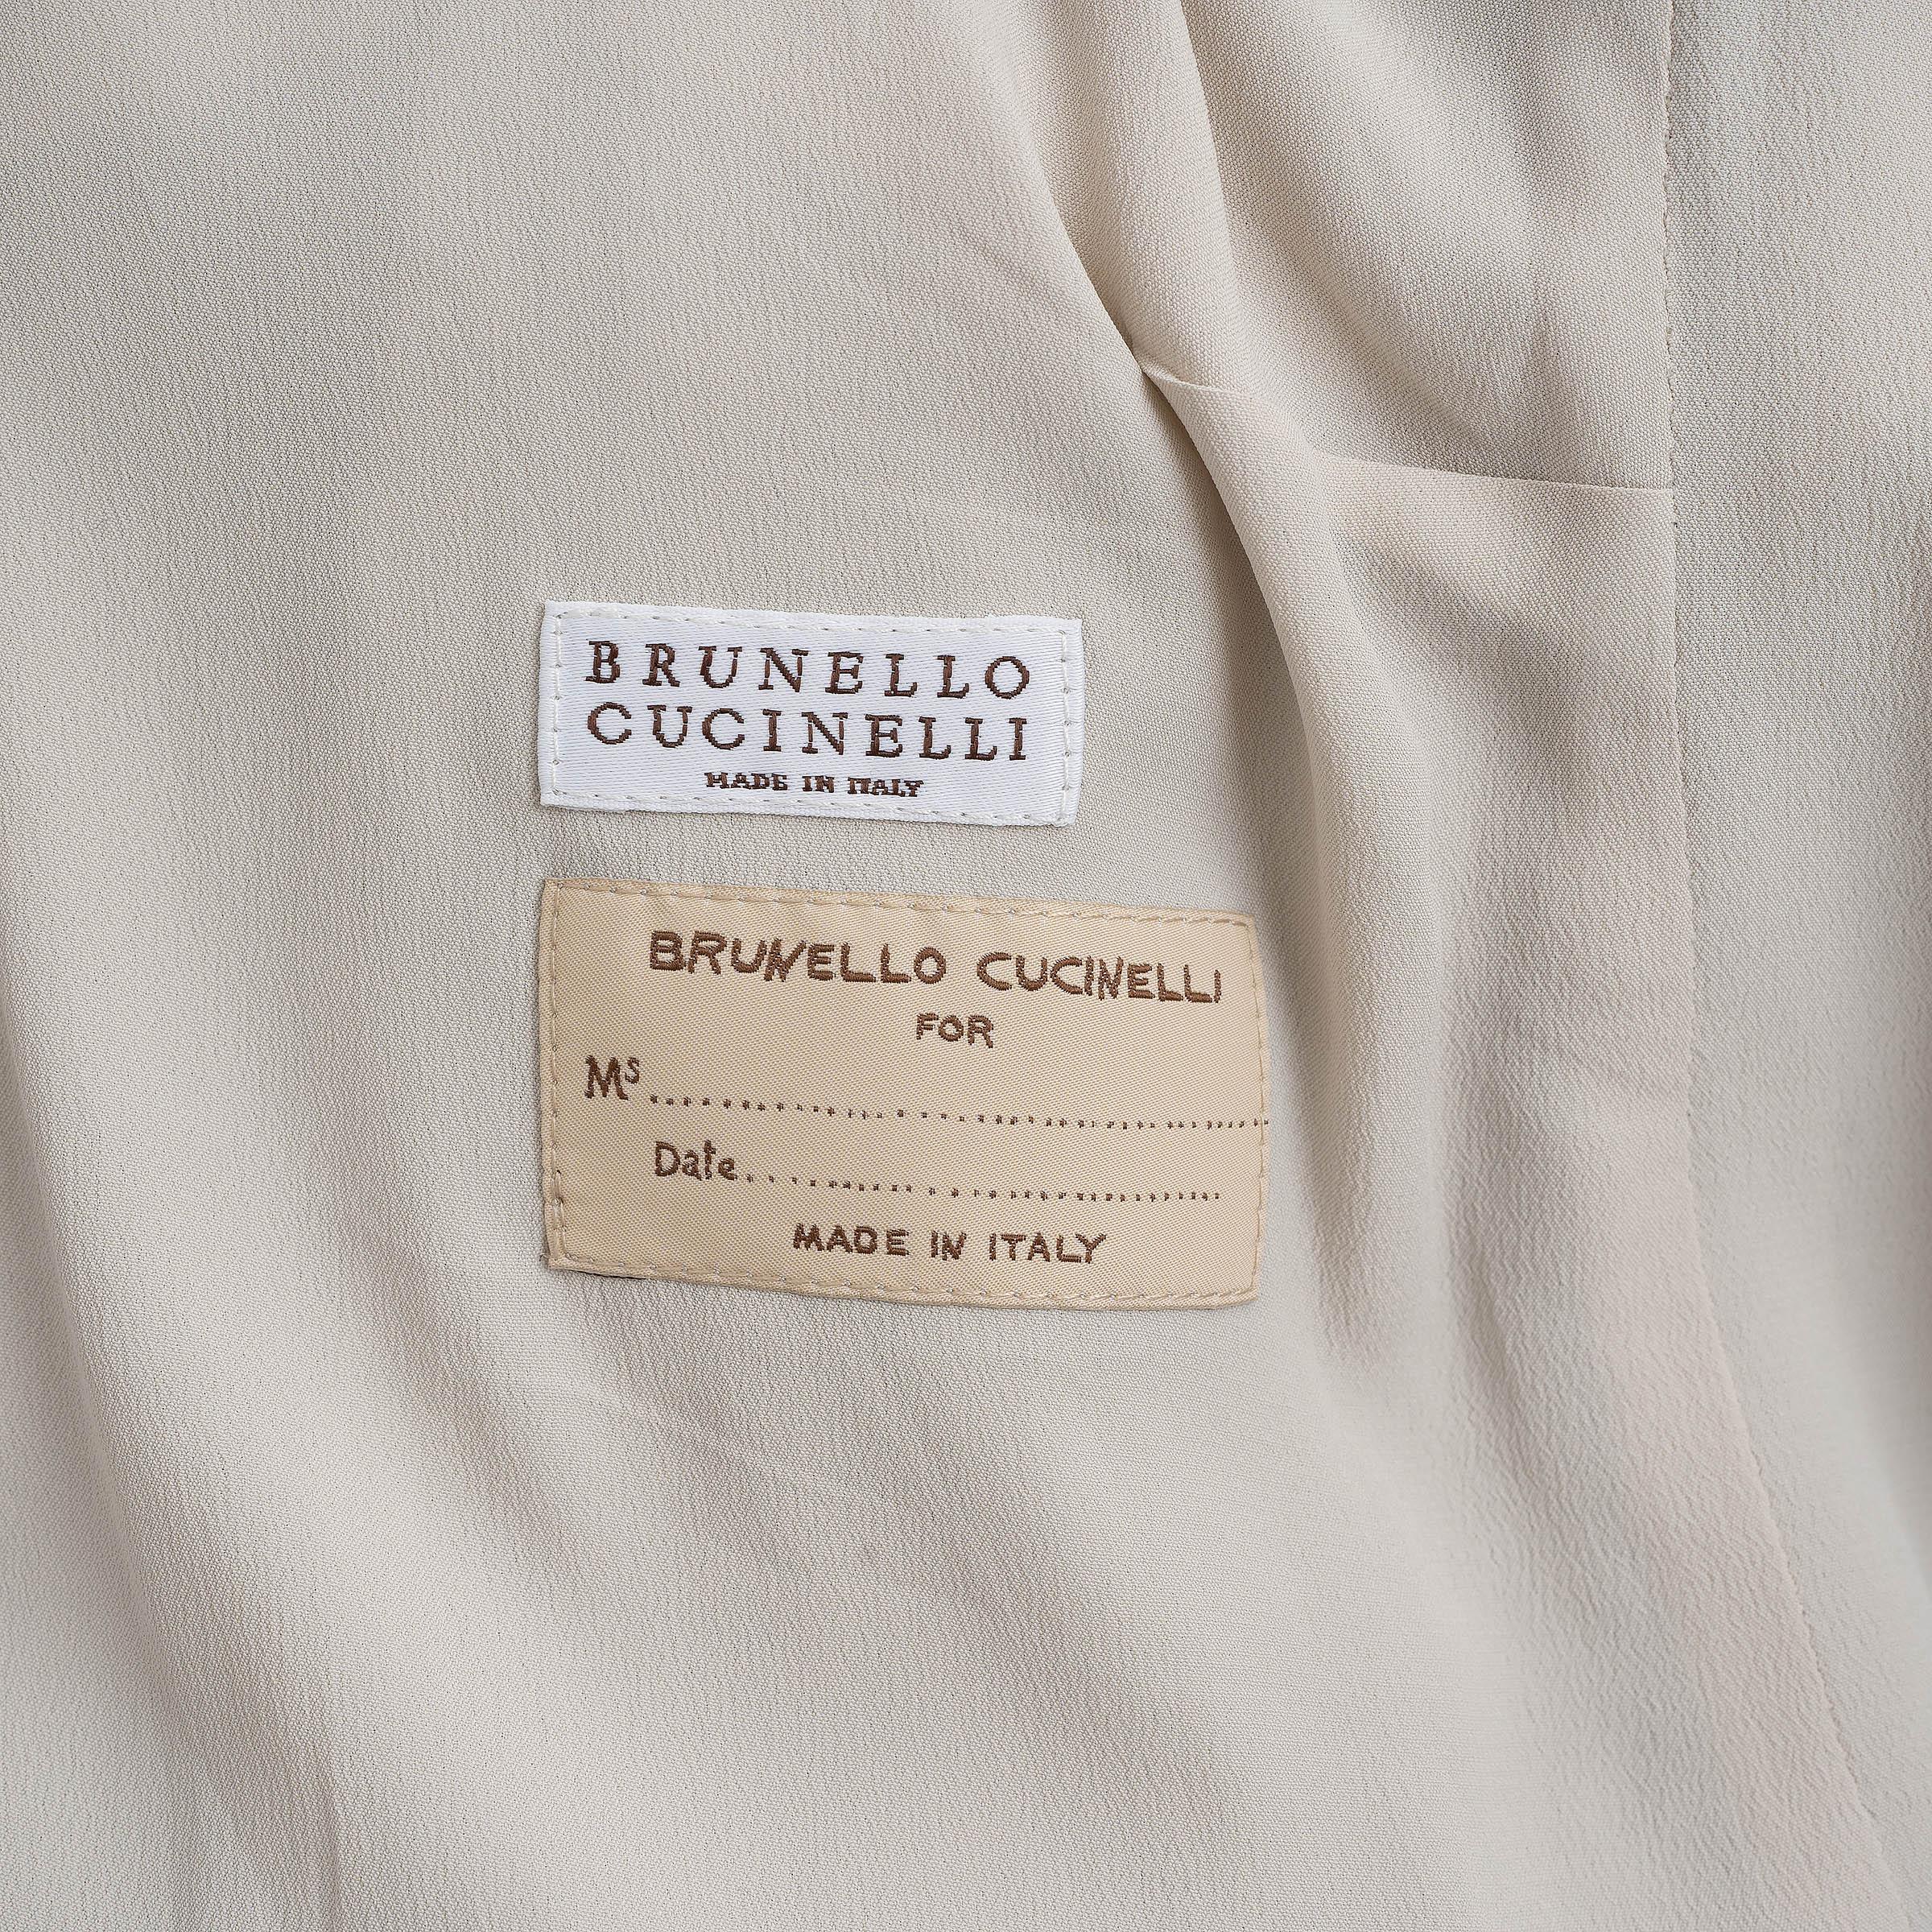 BRUNELLO
CUCINELLI
MADE IN ITALY
BRUNELLO CUCINELLI
FOR
Ms..................................................
Date........................................
MADE IN ITALY